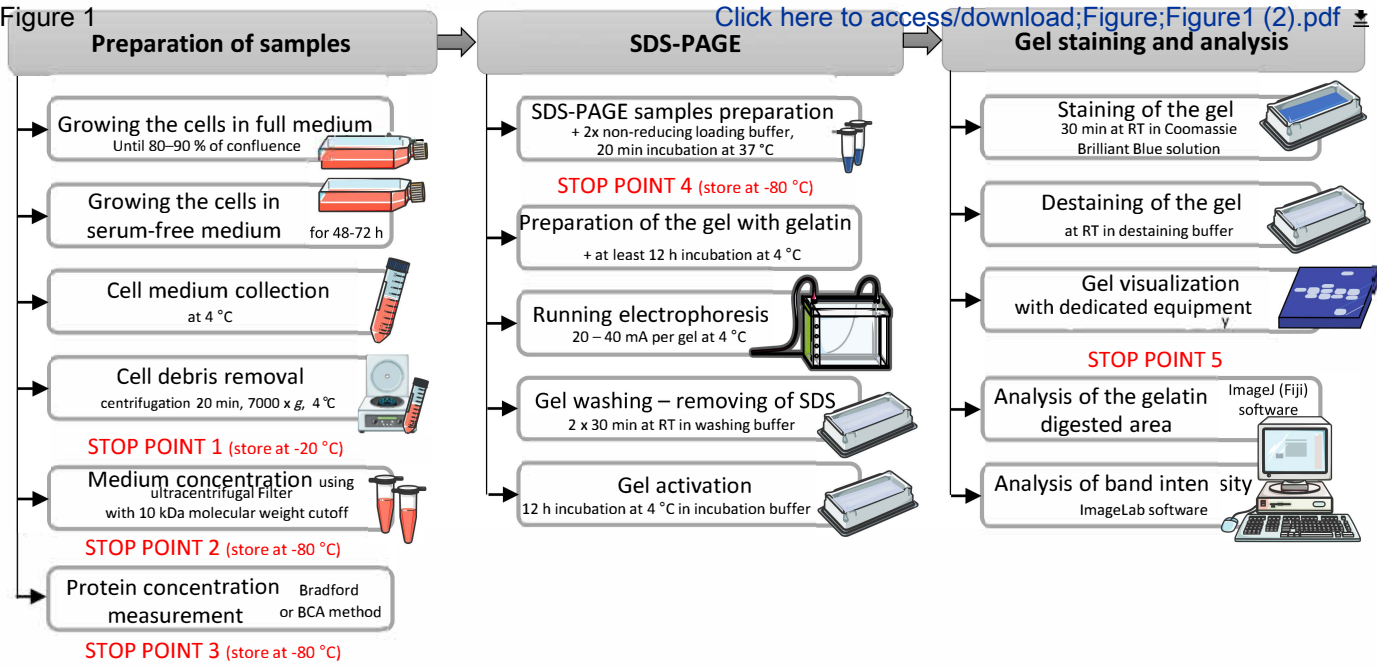 Figure 1
Click here to access/download;Figure;Figure1 (2).pdf
Preparation of samples
Growing the cells in full medium
Until 80–90 % of confluence
Growing the cells in
serum-free medium for 48-72 h
Cell medium collection
at 4 °C
Cell debris removal
centrifugation 20 min, 7000 x g, 4 °C
STOP POINT 1 (store at -20 °C)
Medium concentration using
ultracentrifugal Filter
with 10 kDa molecular weight cutoff
STOP POINT 2 (store at -80 °C)
Protein concentration Bradford
measurement or BCA method
STOP POINT 3 (store at -80 °C)
SDS-PAGE
SDS-PAGE samples preparation
+ 2x non-reducing loading buffer,
20 min incubation at 37 °C
STOP POINT 4 (store at -80 °C)
Preparation of the gel with gelatin
+ at least 12 h incubation at 4 °C
Running electrophoresis
20 – 40 mA per gel at 4 °C
Gel washing – removing of SDS
2 x 30 min at RT in washing buffer
Gel activation
12 h incubation at 4 °C in incubation buffer
Gel staining and analysis
Staining of the gel
30 min at RT in Coomassie
Brilliant Blue solution
Destaining of the gel
at RT in destaining buffer
Gel visualization
with dedicated equipment
y
STOP POINT 5
Analysis of the gelatin ImageJ (Fiji)
digested area software
Analysis of band inten sity
ImageLab software